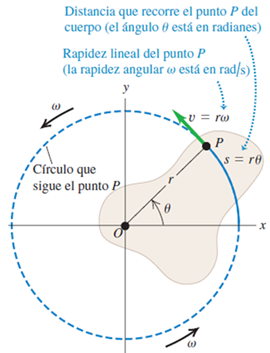 Distancia que recorre el punto P del
cuerpo (el ángulo θ está en radianes)
Rapidez lineal del punto P
(la rapidez angular ω está en rad/s)
y
ω
v = rω
P
s = rθ
Círculo que
sigue el punto P
r
θ
O
x
ω